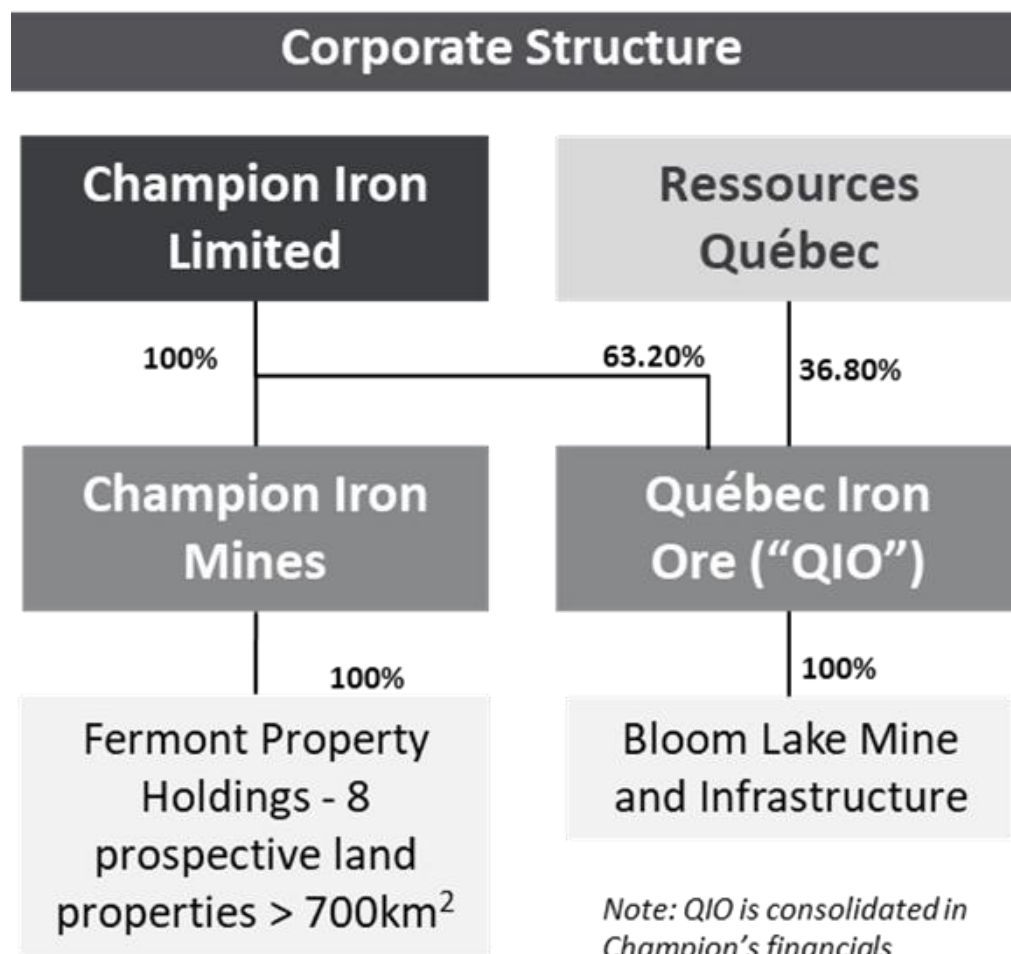 Corporate Structure
Champion Iron
Limited
Ressources
Québec
100%
63.20%
36.80%
Champion Iron
Mines
Québec Iron
Ore (“QIO”)
100%
100%
Fermont Property
Holdings - 8
prospective land
properties > 700km²
Bloom Lake Mine
and Infrastructure
Note: QIO is consolidated in
Champion’s financials